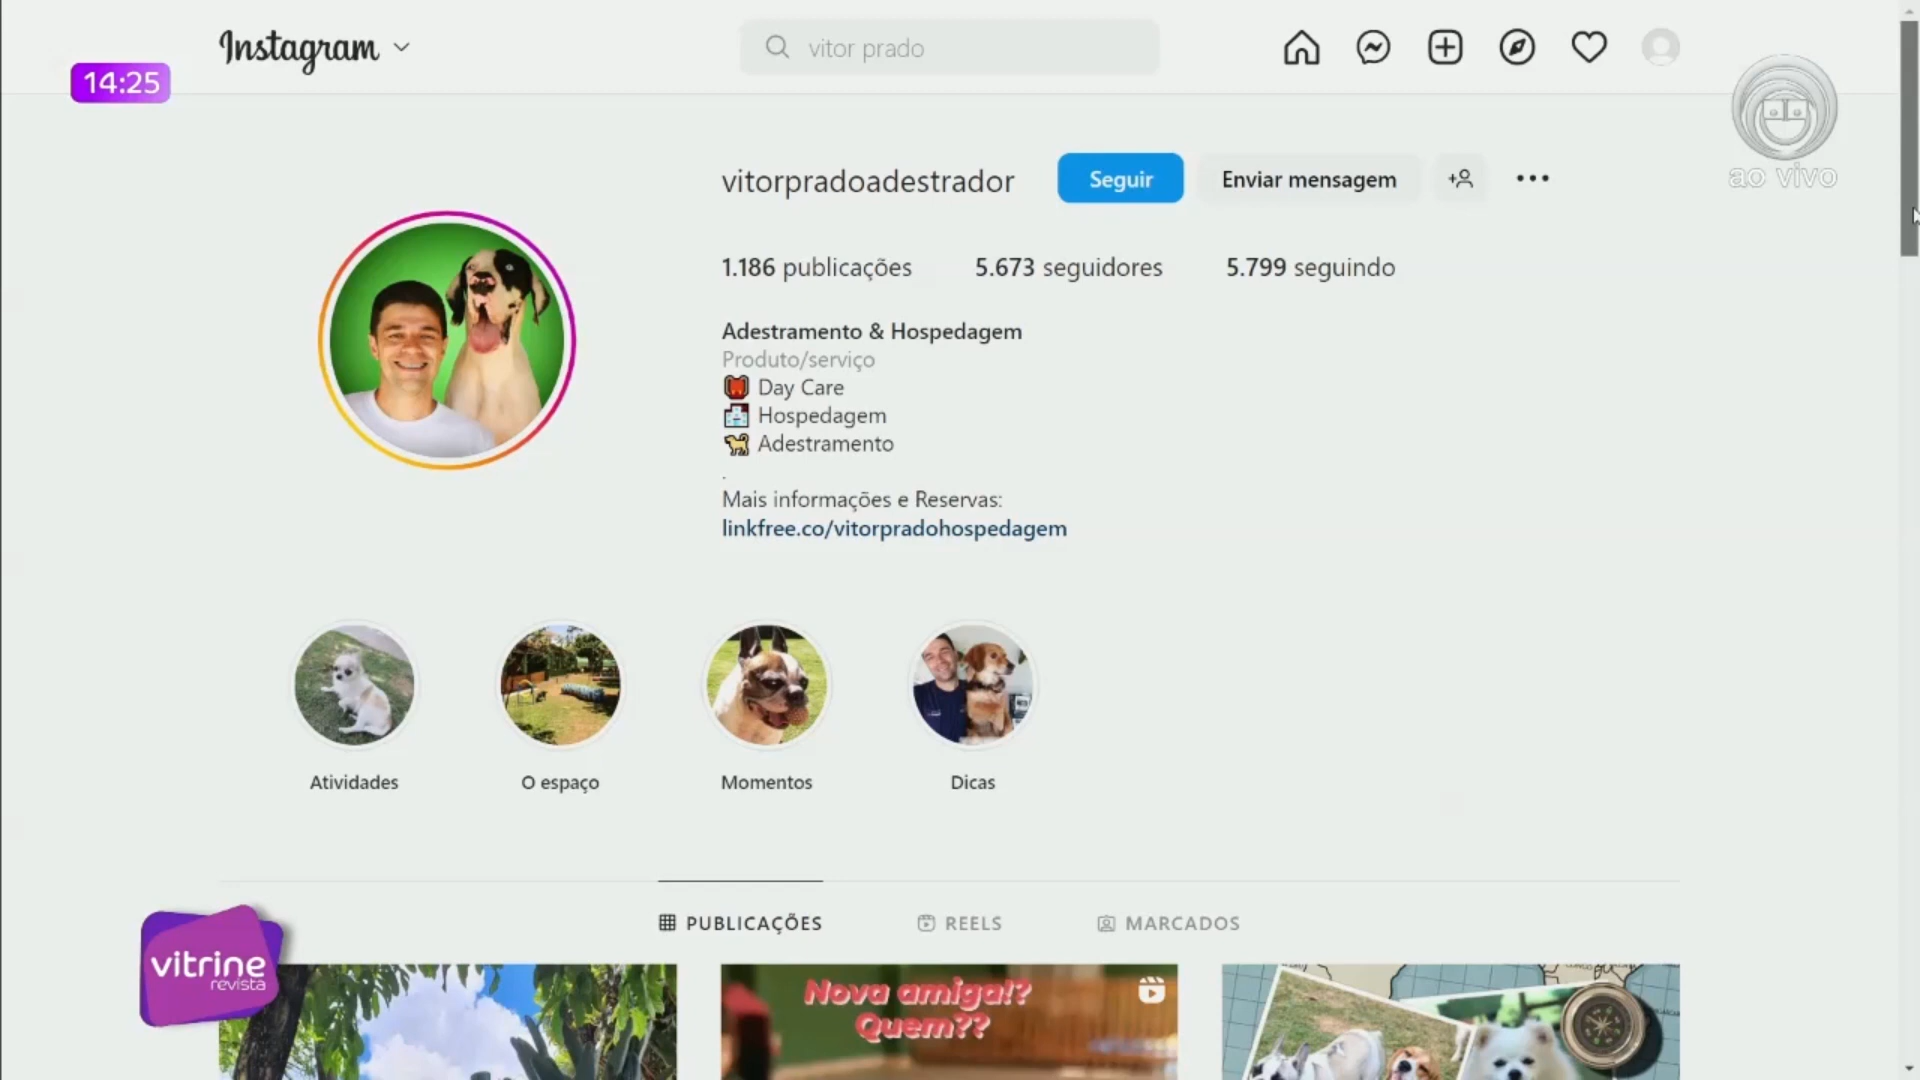 Instagram
vitor prado
14:25
ao vivo
vitorpradoadestrador
Seguir
Enviar mensagem
1.186 publicações
5.673 seguidores
5.799 seguindo
Adestramento & Hospedagem
Produto/serviço
Day Care
Hospedagem
Adestramento
.
Mais informações e Reservas:
linkfree.co/vitorpradohospedagem
Atividades
O espaço
Momentos
Dicas
PUBLICAÇÕES
REELS
MARCADOS
vitrine
revista
Nova amiga!?
Quem??